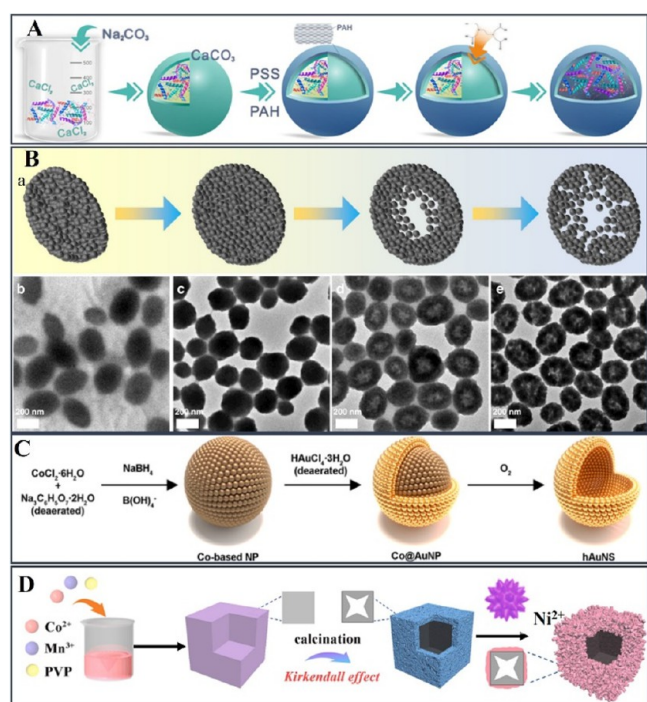 A
Na₂CO₃
PAH
CaCO₃
CaCl₂
CaCl₂
CaCl₂
PSS
PAH
B
a
b
c
d
e
200 nm
200 nm
200 nm
200 nm
C
CoCl₂·6H₂O
+
Na₃C₆H₅O₇·2H₂O
(deaerated)
NaBH₄
B(OH)₄⁻
HAuCl₄·3H₂O
(deaerated)
O₂
Co-based NP
Co@AuNP
hAuNS
D
Co²⁺
Mn³⁺
PVP
calcination
Kirkendall effect
Ni²⁺